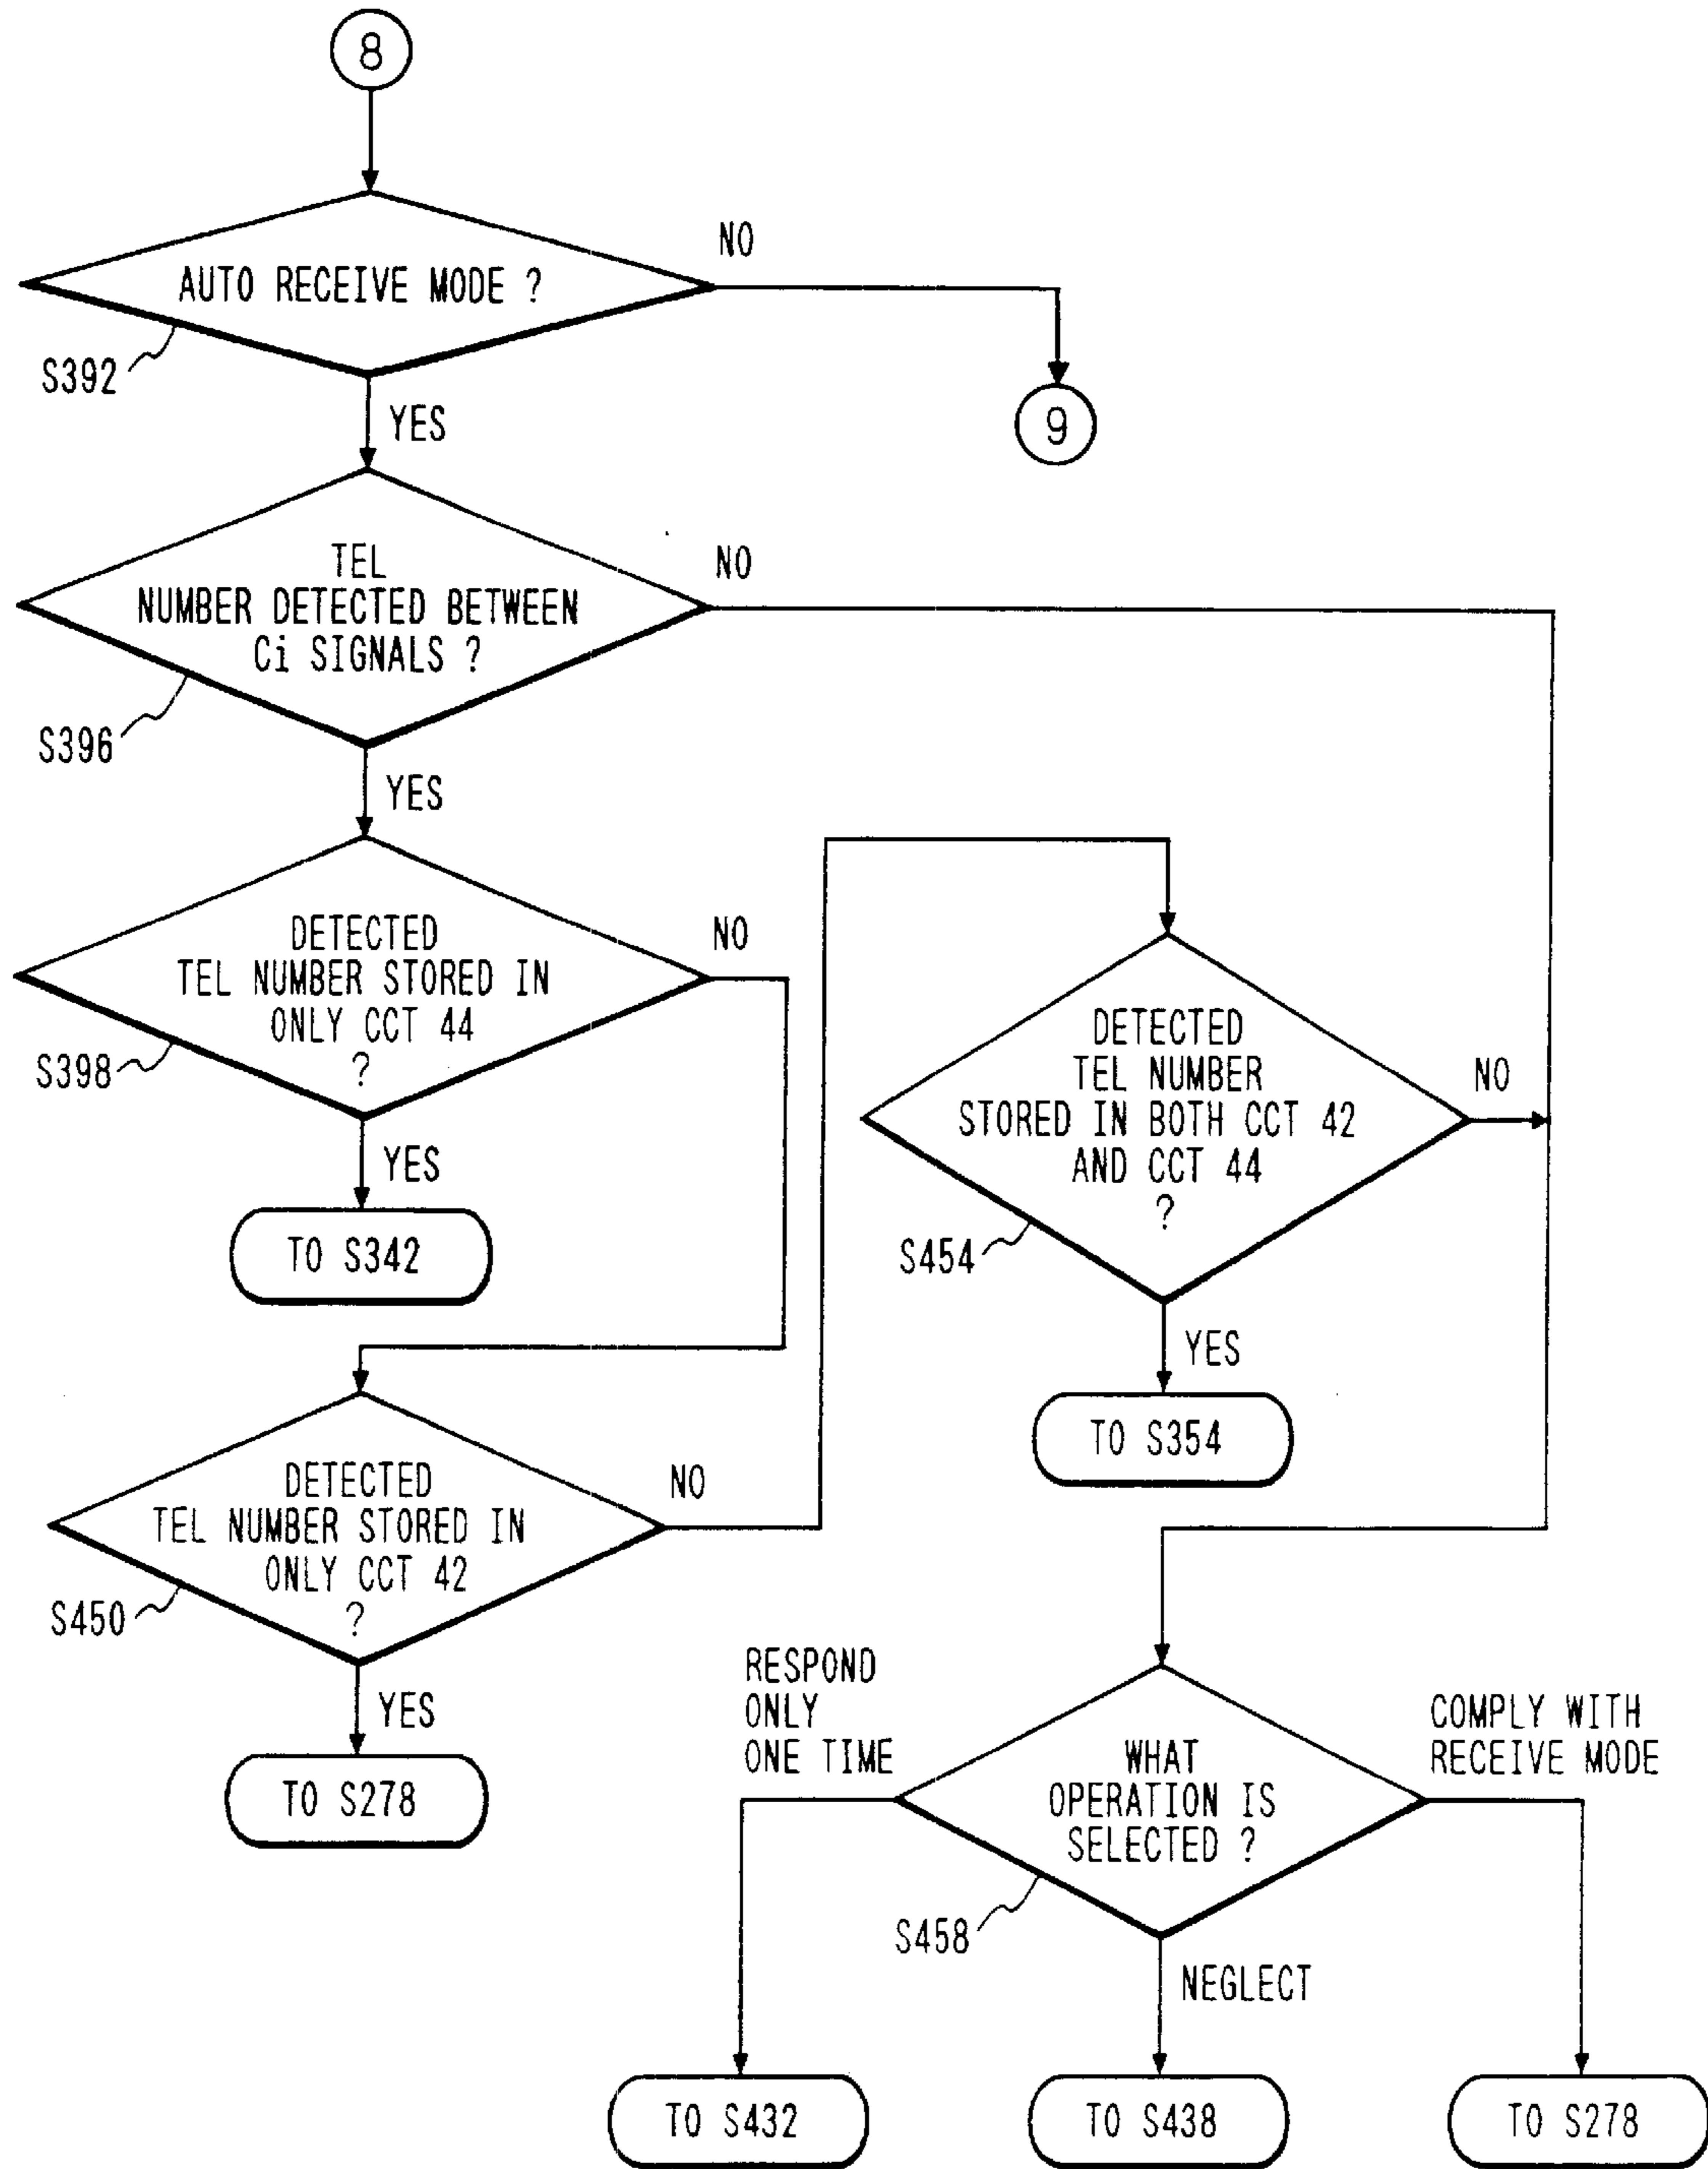 8
AUTO RECEIVE MODE ?
NO
S392
YES
9
TEL
NUMBER DETECTED BETWEEN
Ci SIGNALS ?
NO
S396
YES
DETECTED
TEL NUMBER STORED IN
ONLY CCT 44
?
NO
S398
YES
TO S342
DETECTED
TEL NUMBER
STORED IN BOTH CCT 42
AND CCT 44
?
NO
S454
YES
TO S354
DETECTED
TEL NUMBER STORED IN
ONLY CCT 42
?
NO
S450
YES
TO S278
RESPOND
ONLY
ONE TIME
WHAT
OPERATION IS
SELECTED ?
COMPLY WITH
RECEIVE MODE
S458
NEGLECT
TO S432
TO S438
TO S278